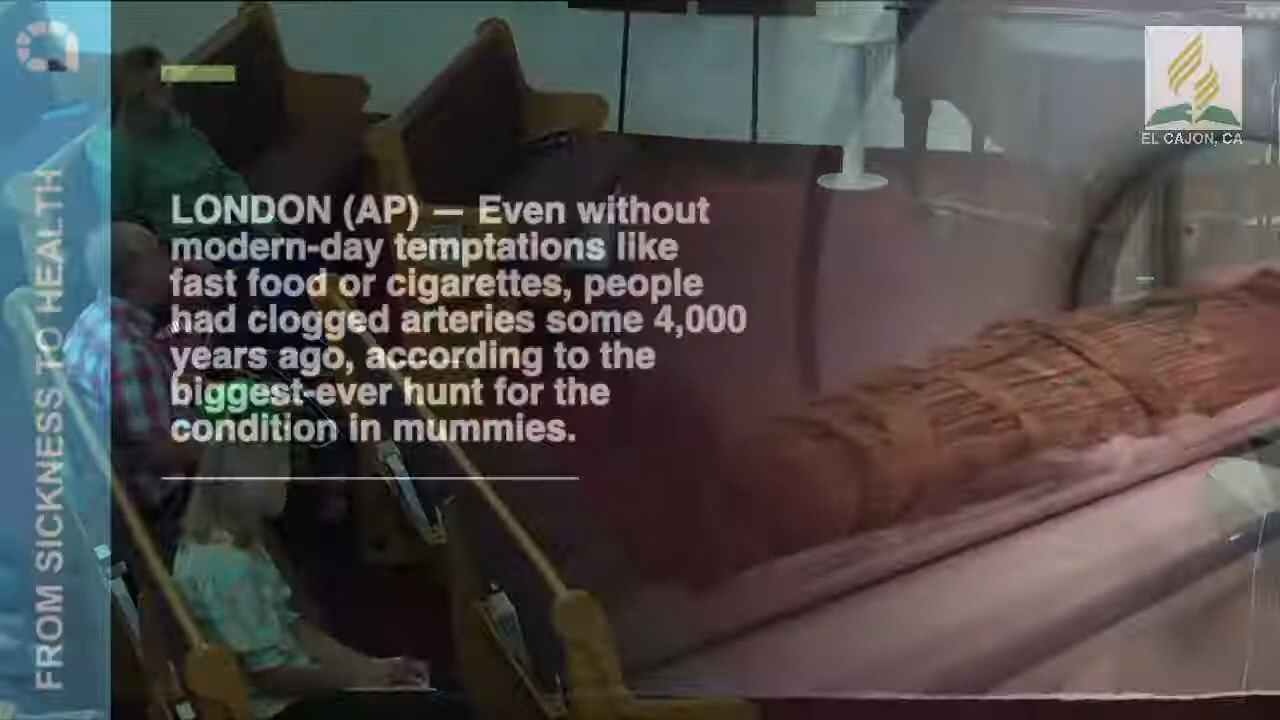 EL CAJON, CA
FROM SICKNESS TO HEALTH
LONDON (AP) — Even without
modern-day temptations like
fast food or cigarettes, people
had clogged arteries some 4,000
years ago, according to the
biggest-ever hunt for the
condition in mummies.